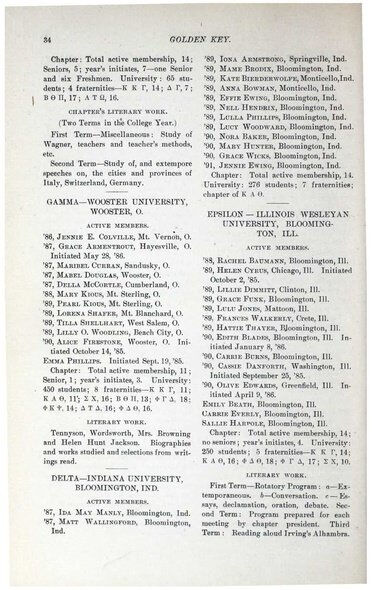 34 GOLDEN KEY.
Chapter: Total active membership, 14;
Seniors, 5; year's initiates, 7—one Senior
and six Freshmen. University: 65 stu-
dents; 4 fraternities—Κ Κ Γ, 14; Δ Γ, 7;
Β Θ Π, 17; Α Τ Ω, 16.
CHAPTER'S LITERARY WORK.
(Two Terms in the College Year.)
First Term—Miscellaneous: Study of
Wagner, teachers and teacher's methods,
etc.
Second Term—Study of, and extempore
speeches on, the cities and provinces of
Italy, Switzerland, Germany.
GAMMA—WOOSTER UNIVERSITY,
WOOSTER, O.
ACTIVE MEMBERS.
'86, JENNIE E. COLVILLE, Mt. Vernon, O.
'87, GRACE ARMENTROUT, Hayesville, O.
Initiated May 28, '86.
'87, MARIBEL CURRAN, Sandusky, O.
'87, MABEL DOUGLAS, Wooster, O.
'87, DELLA MCCORTLE, Cumberland, O.
'88, MARY KIOUS, Mt. Sterling, O.
'89, PEARL KIOUS, Mt. Sterling, O.
'89, LORENA SHAFER, Mt. Blanchard, O.
'89, TILLA SHELLHART, West Salem, O.
'89, LILLY O. WOODLING, Beach City, O.
'90, ALICE FIRESTONE, Wooster, O. Ini-
tiated October 14, '85.
EMMA PHILLIPS. Initiated Sept. 19, '85.
Chapter: Total active membership, 11;
Senior, 1; year's initiates, 3. University:
450 students; 8 fraternities—Κ Κ Γ, 11;
Κ Α Θ, 11; Σ Χ, 16; Β Θ Π, 13; Φ Γ Δ, 18;
Φ Κ Ψ, 14; Δ Τ Δ, 16; Φ Δ Θ, 16.
LITERARY WORK.
Tennyson, Wordsworth, Mrs. Browning
and Helen Hunt Jackson. Biographies
and works studied and selections from writ-
ings read.
DELTA—INDIANA UNIVERSITY,
BLOOMINGTON, IND.
ACTIVE MEMBERS.
'87, IDA MAY MANLY, Bloomington, Ind.
'87, MATT WALLINGFORD, Bloomington,
Ind.
'89, IONA ARMSTRONG, Springville, Ind.
'89, MAME BRODIX, Bloomington, Ind.
'89, KATE BIERDERWOLFE, Monticello, Ind.
'89, ANNA BOWMAN, Monticello, Ind.
'89, EFFIE EWING, Bloomington, Ind.
'89, NELL HENDRIX, Bloomington, Ind.
'89, LULLA PHILLIPS, Bloomington, Ind.
'89, LUCY WOODWARD, Bloomington, Ind.
'90, NORA BAKER, Bloomington, Ind.
'90, MARY HUNTER, Bloomington, Ind.
'90, GRACE WICKS, Bloomington, Ind.
'91, JENNIE EWING, Bloomington, Ind.
Chapter: Total active membership, 14.
University: 276 students; 7 fraternities;
chapter of Κ Α Θ.
EPSILON — ILLINOIS WESLEYAN
UNIVERSITY, BLOOMING-
TON, ILL.
ACTIVE MEMBERS.
'88, RACHEL BAUMANN, Bloomington, Ill.
'89, HELEN CYRUS, Chicago, Ill. Initiated
October 2, '85.
'89, LILLIE DIMMITT, Clinton, Ill.
'89, GRACE FUNK, Bloomington, Ill.
'89, LULU JONES, Mattoon, Ill.
'89, FRANCIS WALKERLY, Crete, Ill.
'89, HATTIE THAYER, Bloomington, Ill.
'90, EDITH BLADES, Bloomington, Ill. In-
itiated January 8, '86.
'90, CARRIE BURNS, Bloomington, Ill.
'90, CASSIE DANFORTH, Washington, Ill.
Initiated September 25, '85.
'90, OLIVE EDWARDS, Greenfield, Ill. In-
itiated April 9, '86.
EMILY BEATH, Bloomington, Ill.
CARRIE EVERLY, Bloomington, Ill.
SALLIE HARROLE, Bloomington, Ill.
Chapter: Total active membership, 14;
no seniors; year's initiates, 4. University:
250 students; 5 fraternities—Κ Κ Γ, 14;
Κ Α Θ, 16; Φ Δ Θ, 18; Φ Γ Δ, 17; Σ Χ, 10.
LITERARY WORK.
First Term—Rotatory Program: a—Ex-
temporaneous. b—Conversation. c—Es-
says, declamation, oration, debate. Sec-
ond Term: Program prepared for each
meeting by chapter president. Third
Term: Reading aloud Irving's Alhambra.